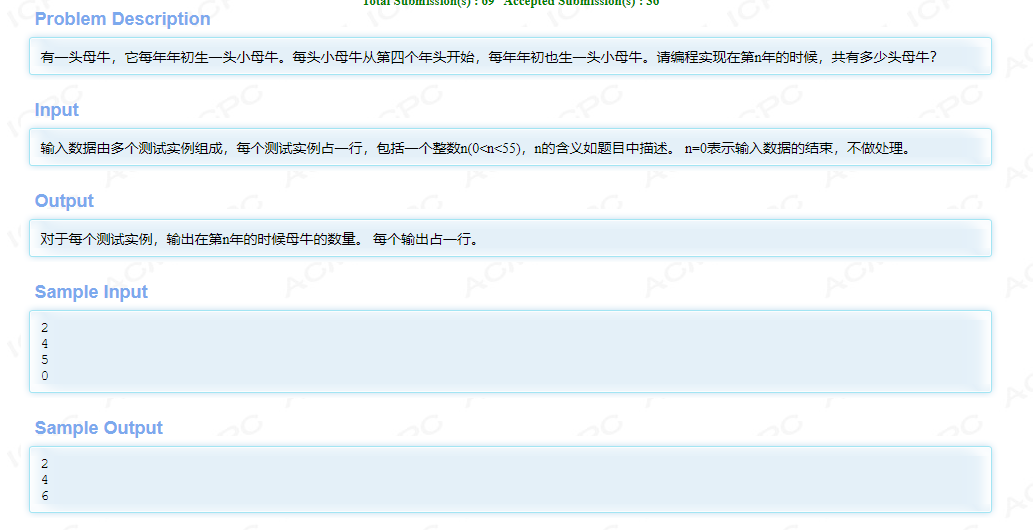 Total Submission(s) : 69 Accepted Submission(s) : 36
Problem Description
有一头母牛，它每年年初生一头小母牛。每头小母牛从第四个年头开始，每年年初也生一头小母牛。请编程实现在第n年的时候，共有多少头母牛？
Input
输入数据由多个测试实例组成，每个测试实例占一行，包括一个整数n(0<n<55)，n的含义如题目中描述。 n=0表示输入数据的结束，不做处理。
Output
对于每个测试实例，输出在第n年的时候母牛的数量。 每个输出占一行。
Sample Input
2
4
5
0
Sample Output
2
4
6